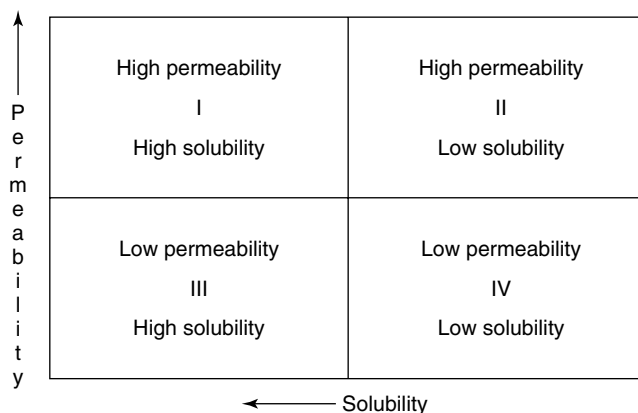 Permeability
High permeability
I
High solubility
High permeability
II
Low solubility
Low permeability
III
High solubility
Low permeability
IV
Low solubility
Solubility